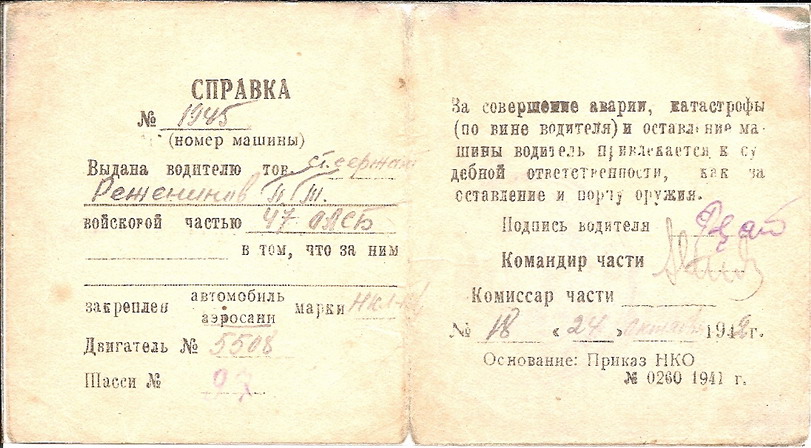 СПРАВКА
№ 1945
(номер машины)
Выдана водителю тов. ст. сержант
П М.
войсковой частью 47 ОАСБ
в том, что за ним
закреплен автомобиль
аэросани марки НКЛ
Двигатель № 5508
Шасси №
За совершение аварии, катастрофы
(по вине водителя) и оставление ма-
шины водитель привлекается к су
дебной ответственности, как за
оставление и порчу оружия.
Подпись водителя
Командир части
Комиссар части
№ 18 « 24 октября 1942 г.
Основание: Приказ НКО
№ 0260 1941 г.